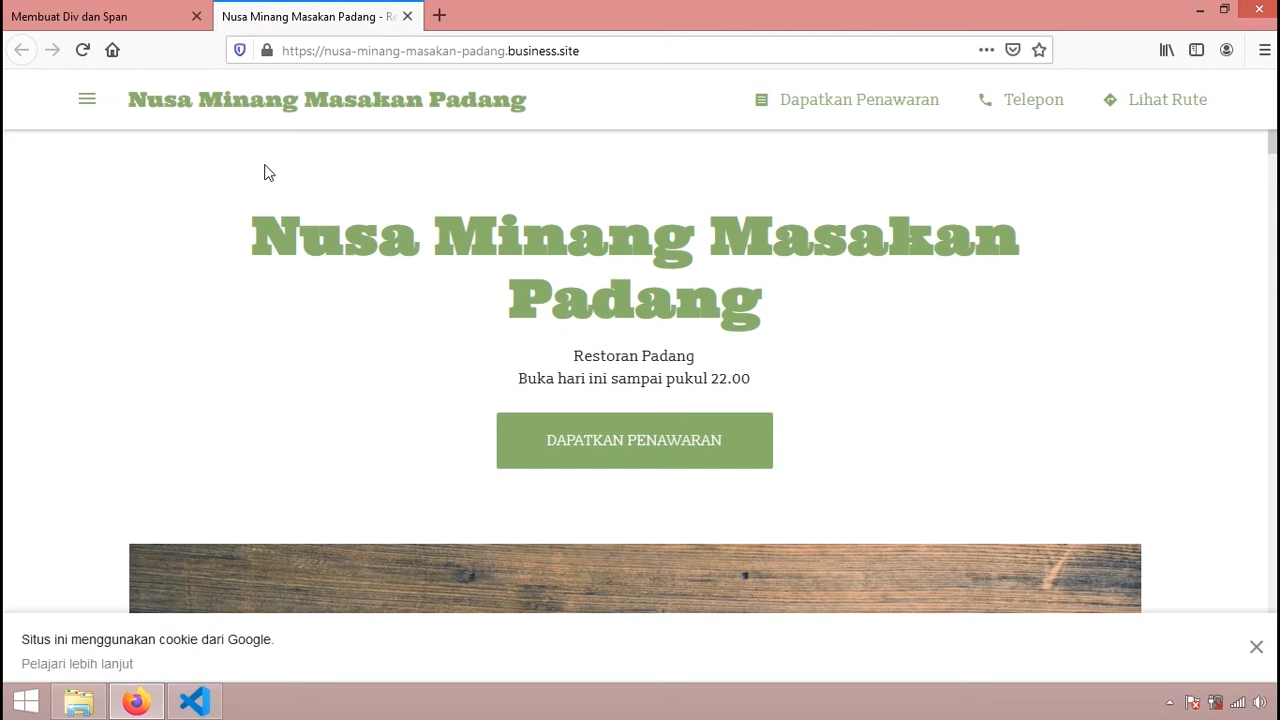 Membuat Div dan Span
Nusa Minang Masakan Padang - Re
https://nusa-minang-masakan-padang.business.site
Nusa Minang Masakan Padang
Dapatkan Penawaran
Telepon
Lihat Rute
Nusa Minang Masakan
Padang
Restoran Padang
Buka hari ini sampai pukul 22.00
DAPATKAN PENAWARAN
Situs ini menggunakan cookie dari Google.
Pelajari lebih lanjut